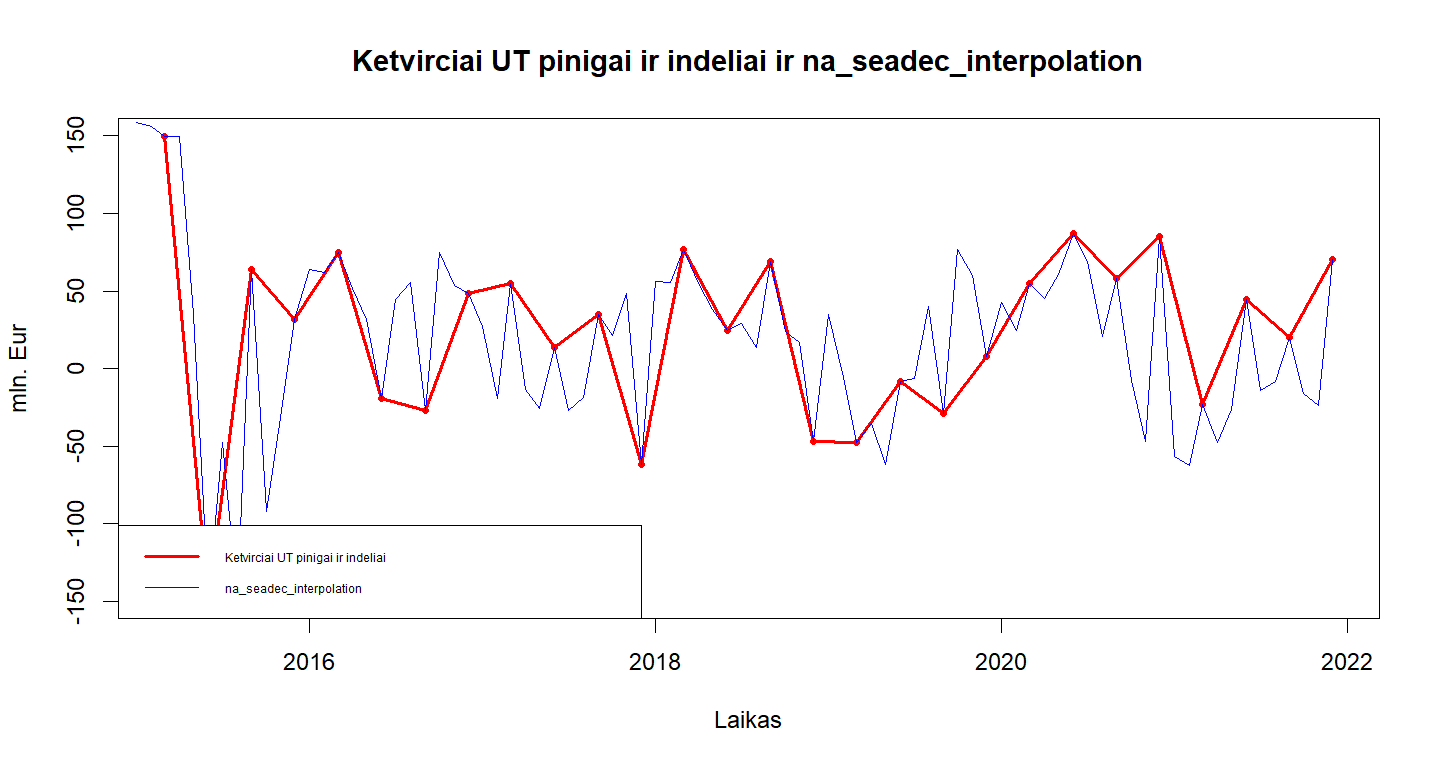 Ketvirciai UT pinigai ir indeliai ir na_seadec_interpolation
mln. Eur
150
100
50
0
-50
-100
-150
Ketvirciai UT pinigai ir indeliai
na_seadec_interpolation
2016
2018
2020
2022
Laikas